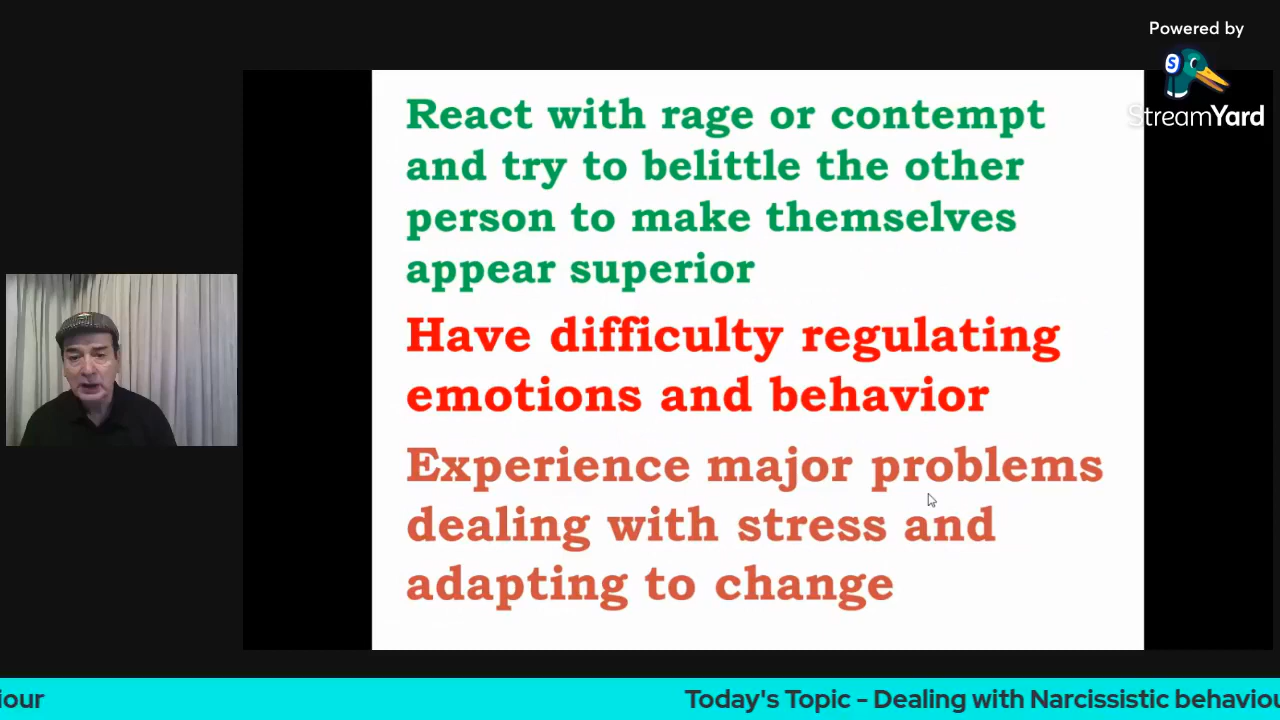 Powered by
S
StreamYard
React with rage or contempt
and try to belittle the other
person to make themselves
appear superior
Have difficulty regulating
emotions and behavior
Experience major problems
dealing with stress and
adapting to change
iour
Today's Topic - Dealing with Narcissistic behaviou